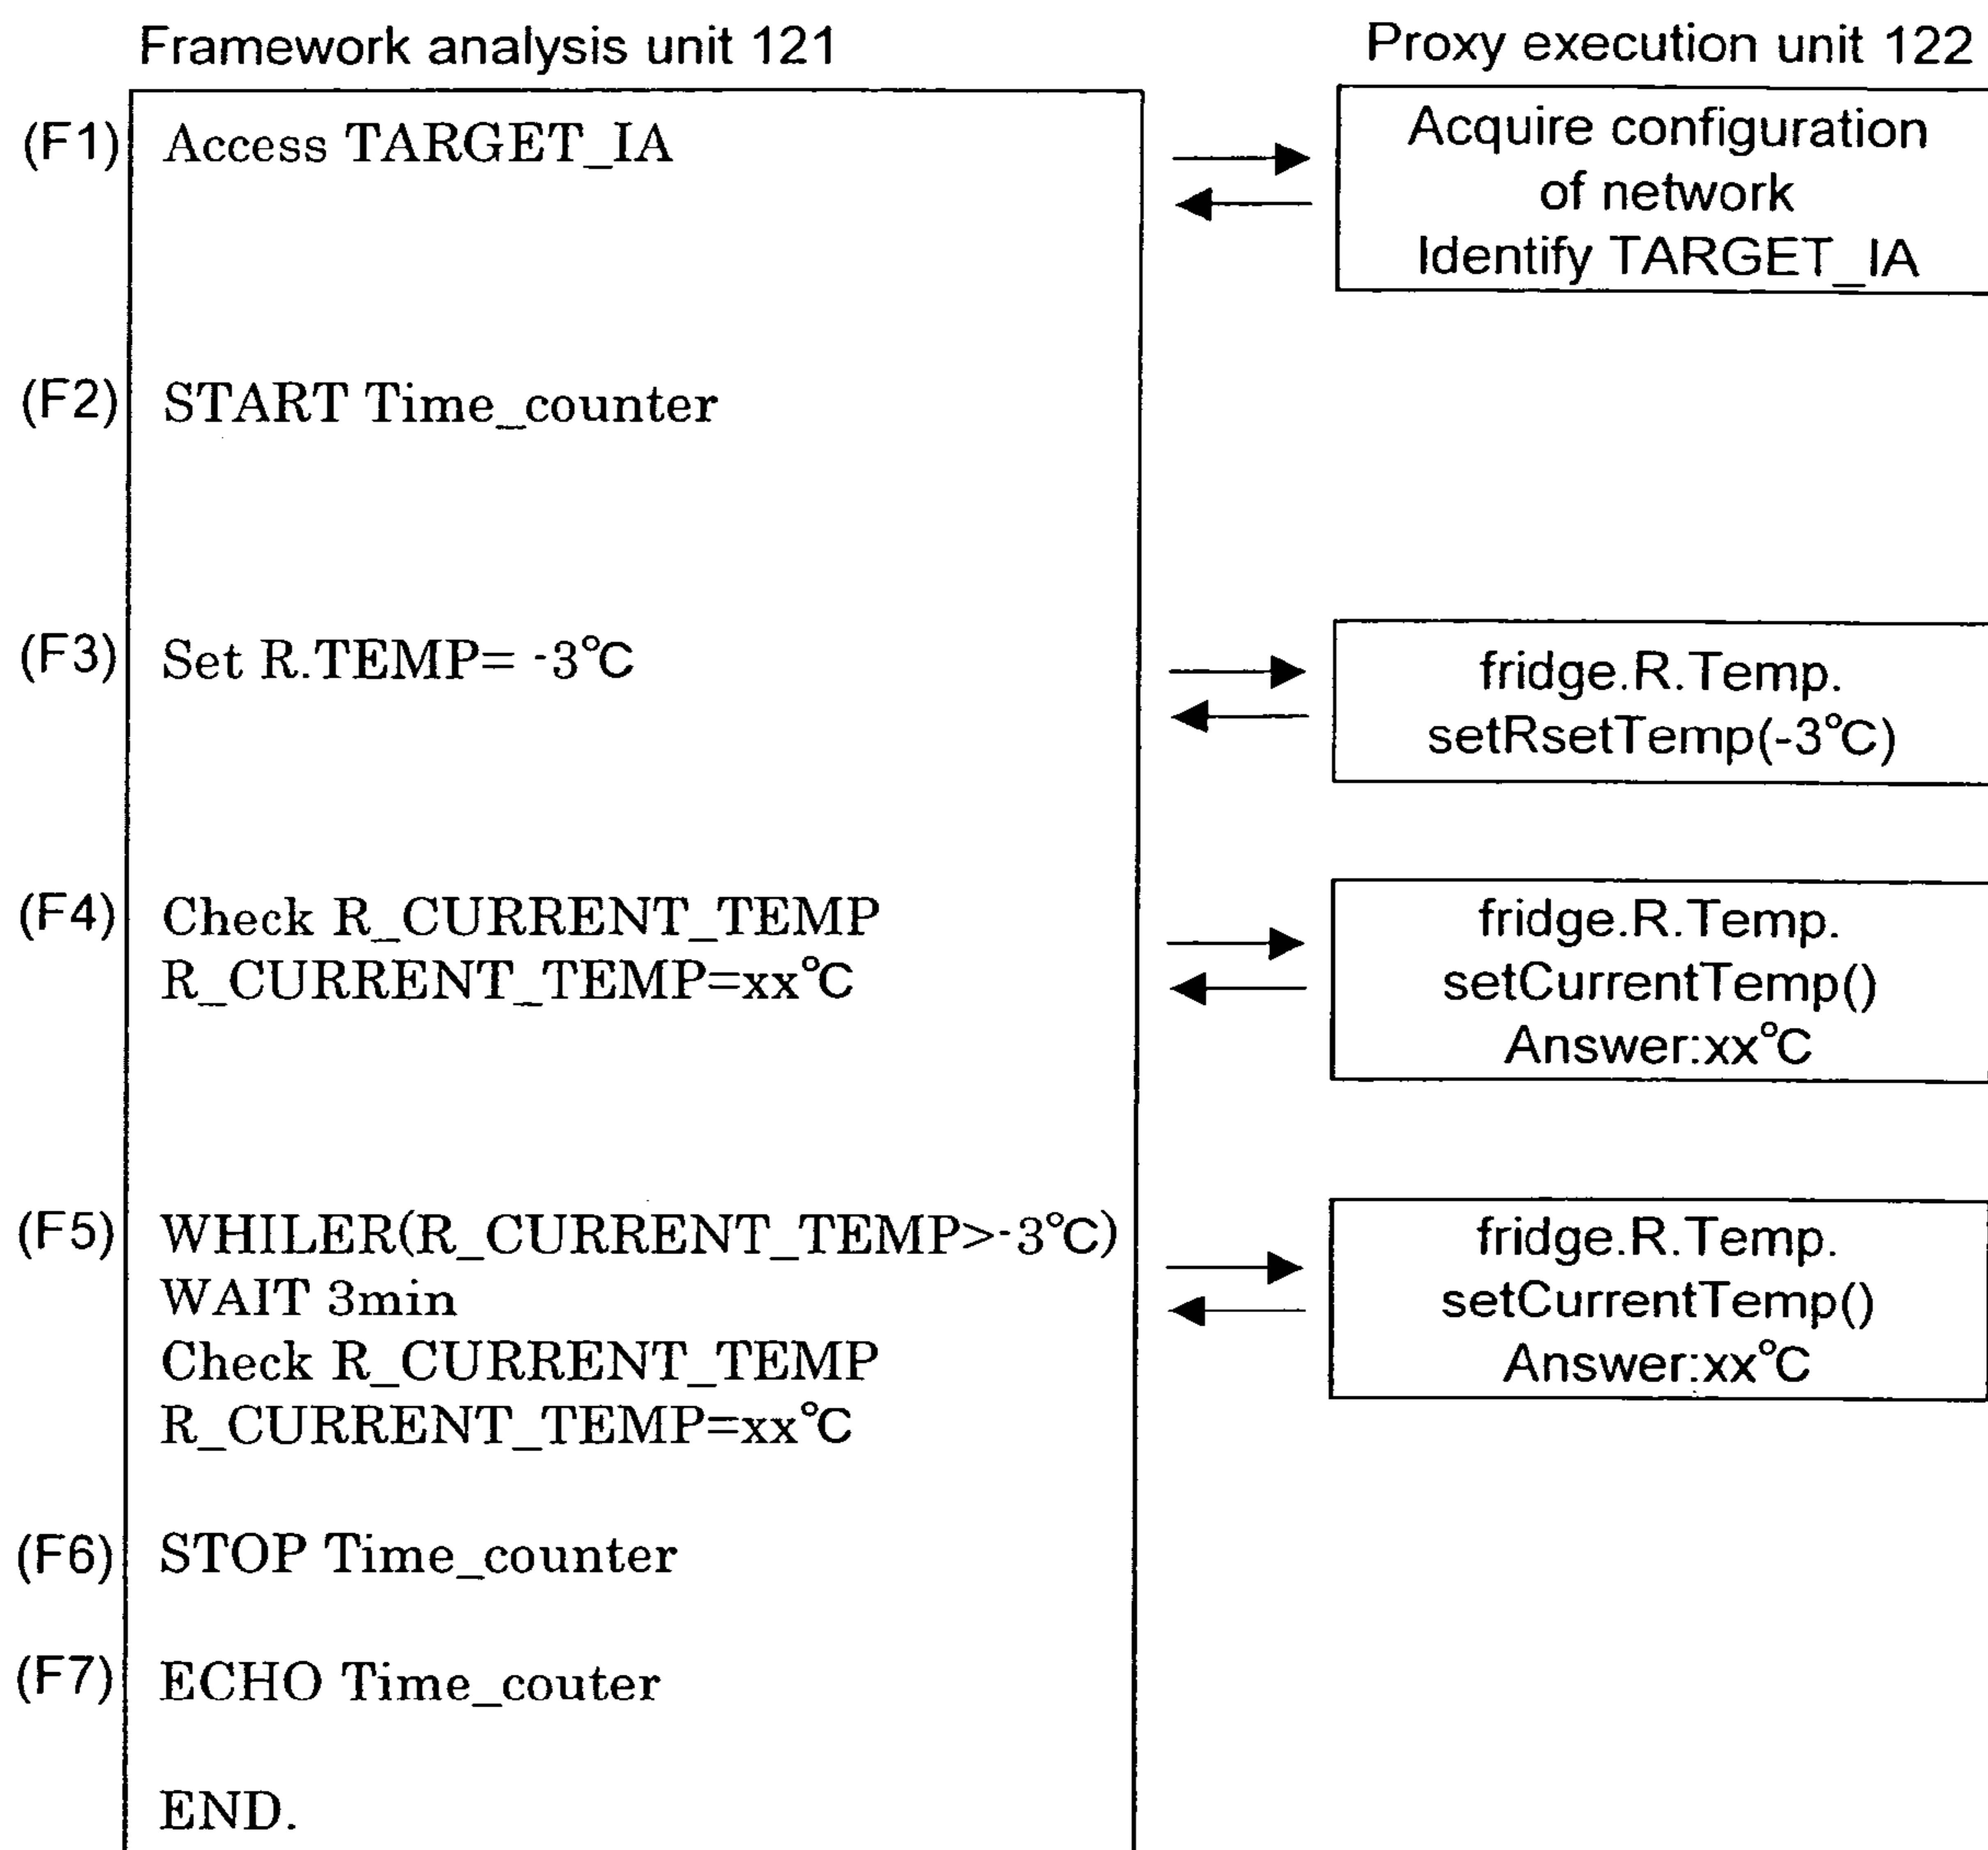 Framework analysis unit 121
Proxy execution unit 122
(F1) Access TARGET_IA
Acquire configuration
of network
Identify TARGET_IA
(F2) START Time_counter
(F3) Set R.TEMP= -3°C
fridge.R.Temp.
setRsetTemp(-3°C)
(F4) Check R_CURRENT_TEMP
R_CURRENT_TEMP=xx°C
fridge.R.Temp.
setCurrentTemp()
Answer:xx°C
(F5) WHILER(R_CURRENT_TEMP>-3°C)
WAIT 3min
Check R_CURRENT_TEMP
R_CURRENT_TEMP=xx°C
fridge.R.Temp.
setCurrentTemp()
Answer:xx°C
(F6) STOP Time_counter
(F7) ECHO Time_couter
END.